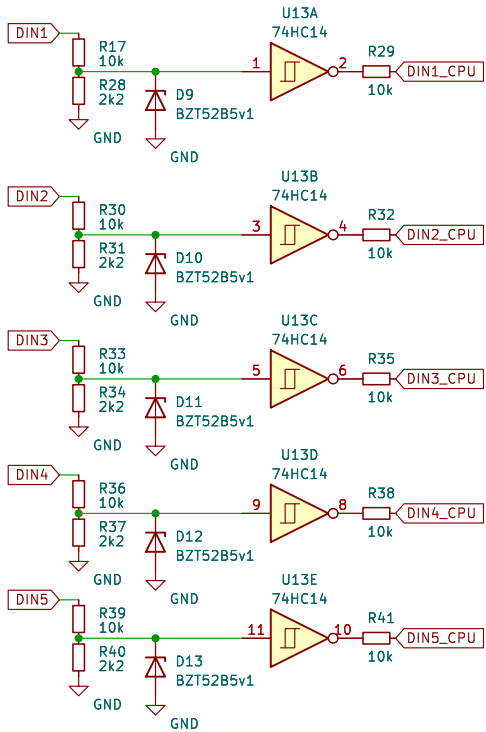 U13A
74HC14
DIN1
R17
10k
1
2
R29
10k
DIN1_CPU
R28
2k2
D9
BZT52B5v1
GND
GND
U13B
74HC14
DIN2
R30
10k
3
4
R32
10k
DIN2_CPU
R31
2k2
D10
BZT52B5v1
GND
GND
U13C
74HC14
DIN3
R33
10k
5
6
R35
10k
DIN3_CPU
R34
2k2
D11
BZT52B5v1
GND
GND
U13D
74HC14
DIN4
R36
10k
9
8
R38
10k
DIN4_CPU
R37
2k2
D12
BZT52B5v1
GND
GND
U13E
74HC14
DIN5
R39
10k
11
10
R41
10k
DIN5_CPU
R40
2k2
D13
BZT52B5v1
GND
GND